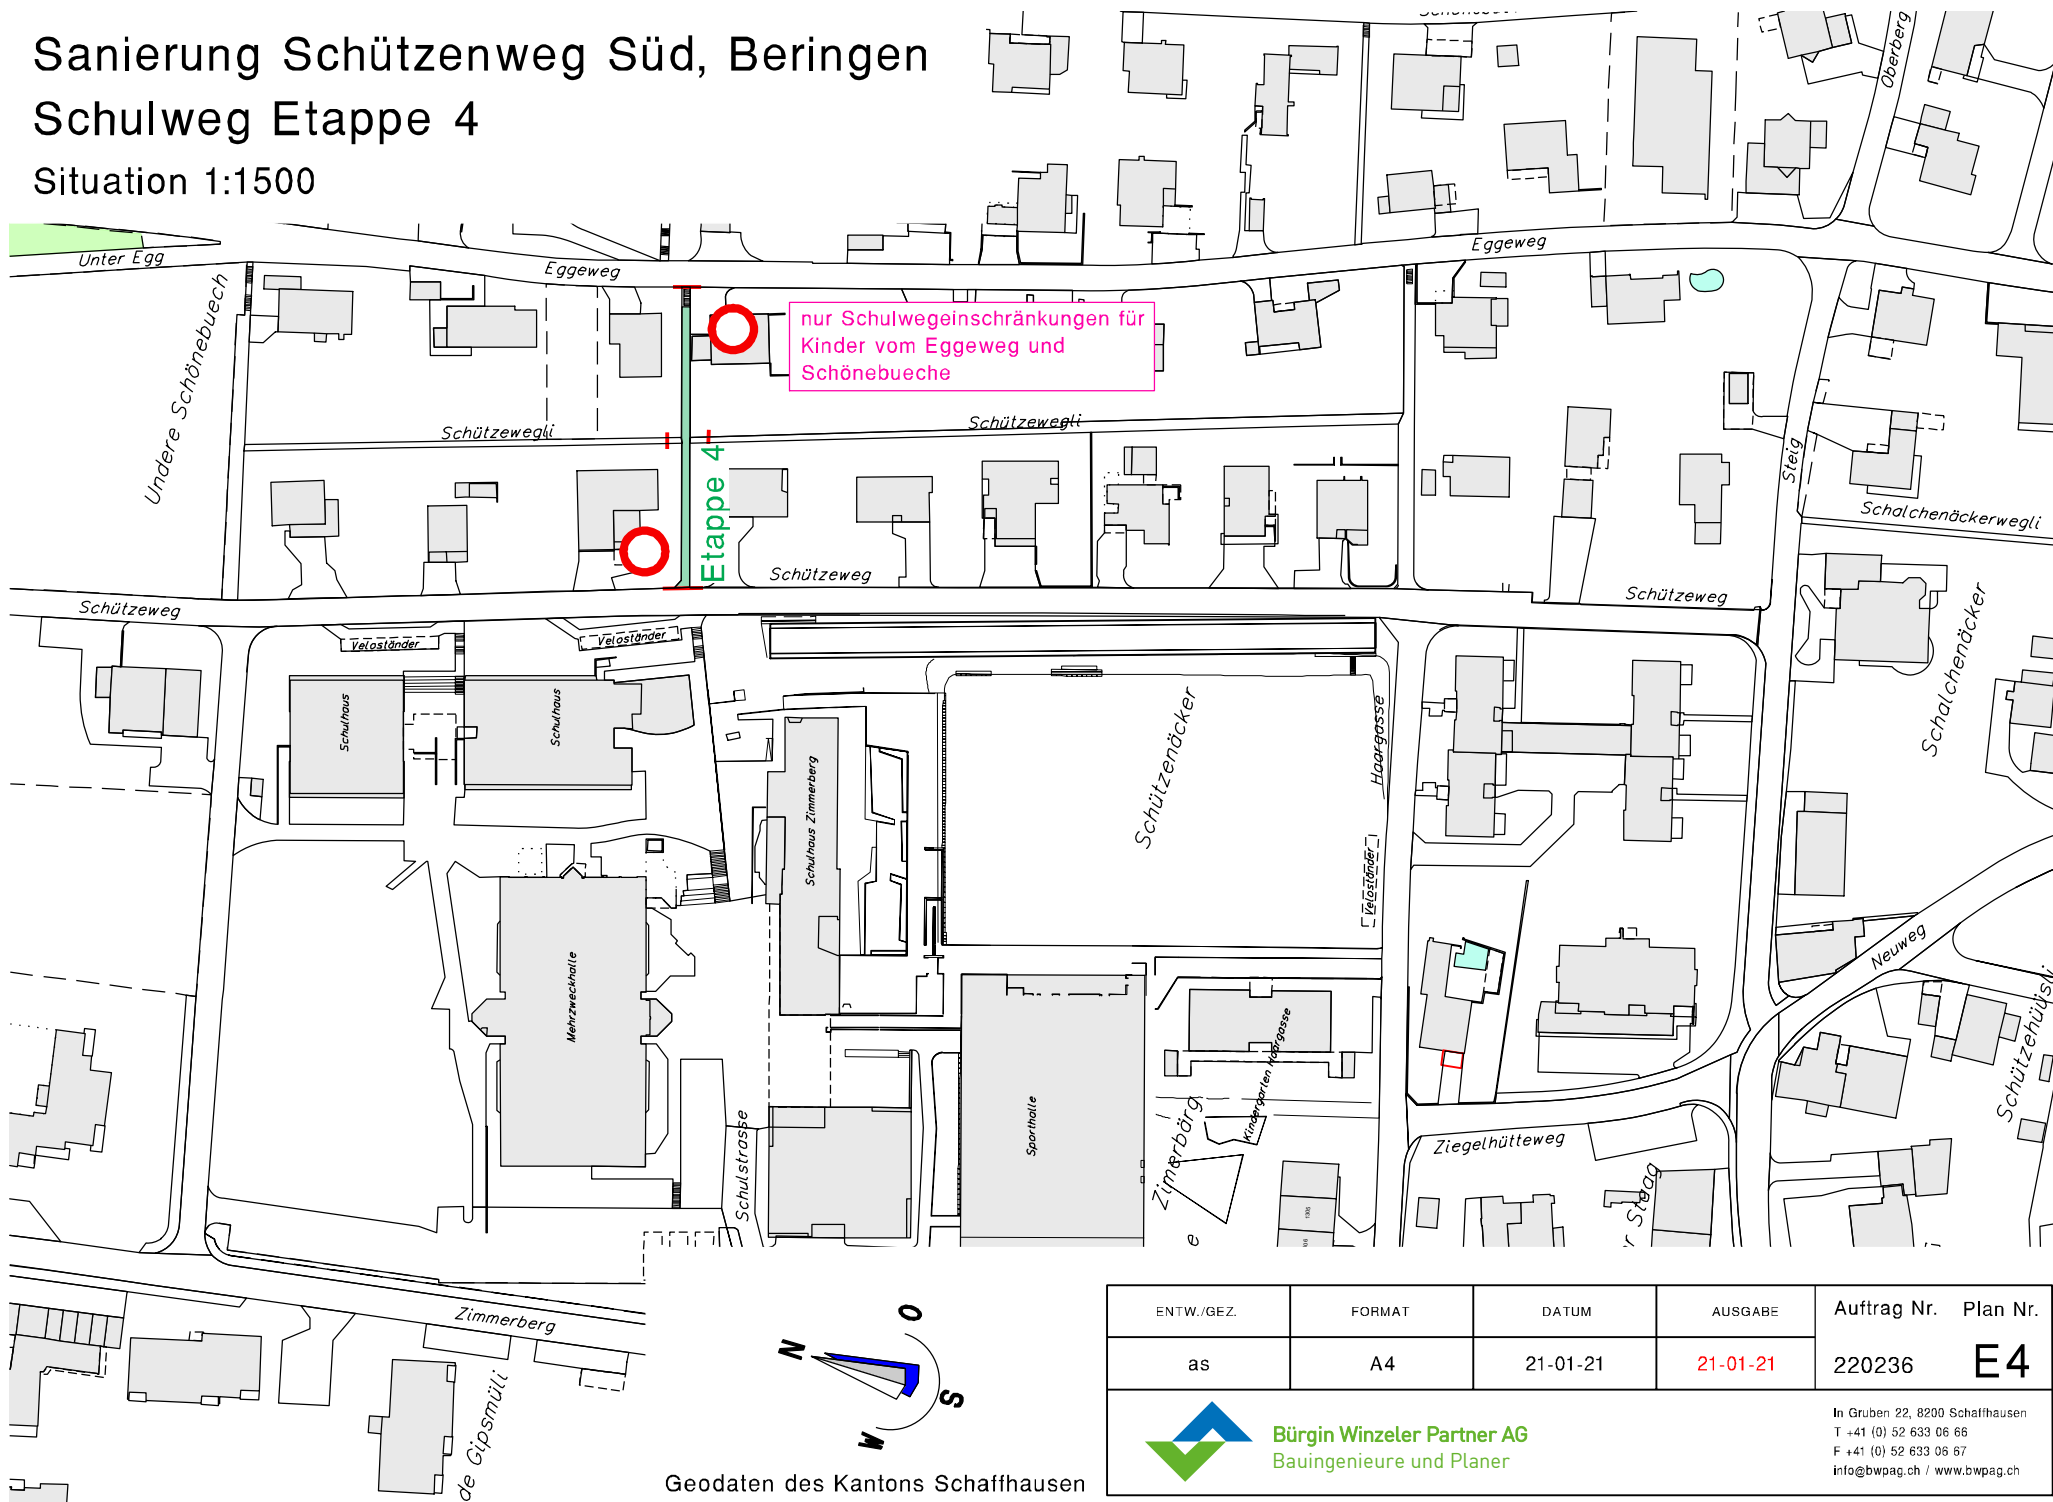 Sanierung Schützenweg Süd, Beringen
Schulweg Etappe 4
Situation 1:1500
Oberberg
Unter Egg
Eggeweg
Eggeweg
Undere Schönebuech
nur Schulwegeinschränkungen für
Kinder vom Eggeweg und
Schönebueche
Schützewegli
Schützewegli
Etappe 4
Steig
Schalchenäckerwegli
Schützeweg
Schützeweg
Schützeweg
Schalchenäcker
Veloständer
Veloständer
Schulhaus
Schulhaus
Schulhaus Zimmerberg
Schützenäcker
Haargasse
Veloständer
Mehrzweckhalle
Neuweg
Schützehüüsli
Kindergarten Haargasse
Sporthalle
Zimerbärg
Ziegelhütteweg
Schulstrasse
r Staag
e
1305
Zimmerberg
de Gipsmüli
N
O
S
W
Geodaten des Kantons Schaffhausen
ENTW./GEZ. FORMAT DATUM AUSGABE Auftrag Nr. Plan Nr.
as A4 21-01-21 21-01-21 220236 E4
Bürgin Winzeler Partner AG
Bauingenieure und Planer
In Gruben 22, 8200 Schaffhausen
T +41 (0) 52 633 06 66
F +41 (0) 52 633 06 67
info@bwpag.ch / www.bwpag.ch